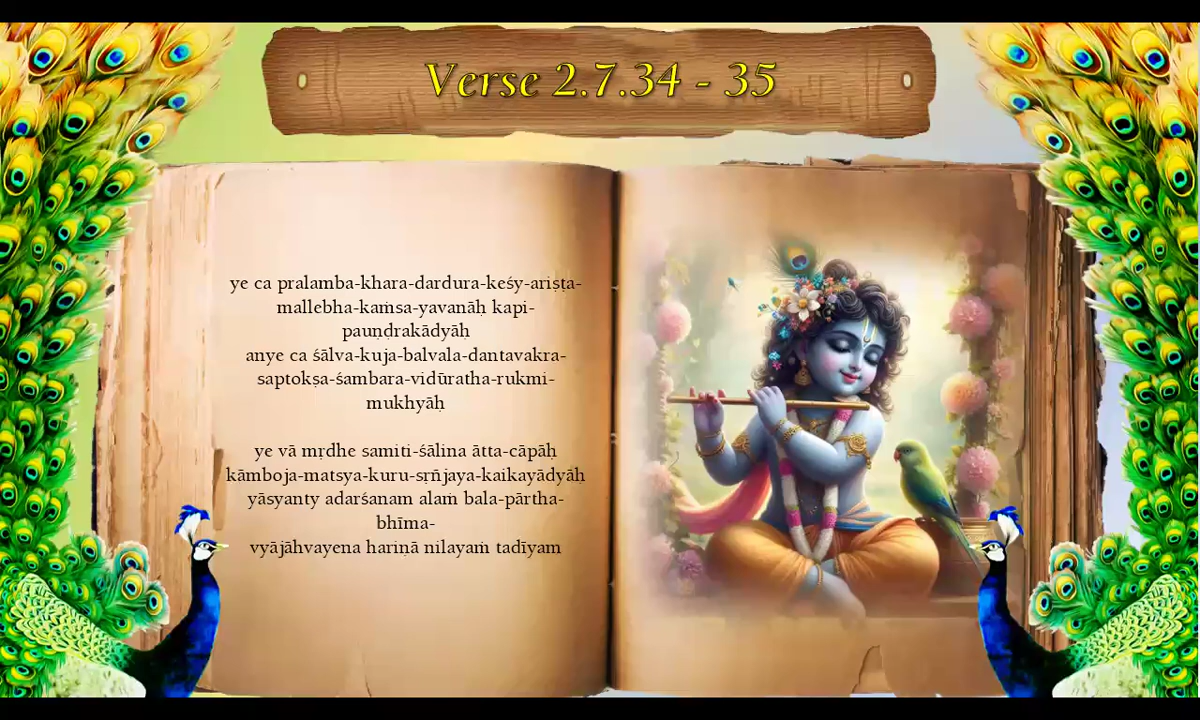 Verse 2.7.34 - 35
ye ca pralamba-khara-dardura-keśy-ariṣṭa-
mallebha-kaṁsa-yavanāḥ kapi-
pauṇḍrakādyāḥ
anye ca śālva-kuja-balvala-dantavakra-
saptokṣa-śambara-vidūratha-rukmi-
mukhyāḥ
ye vā mṛdhe samiti-śālina ātta-cāpāḥ
kāmboja-matsya-kuru-sṛñjaya-kaikayādyāḥ
yāsyanty adarśanam alaṁ bala-pārtha-
bhīma-
vyājāhvayena hariṇā nilayaṁ tadīyam